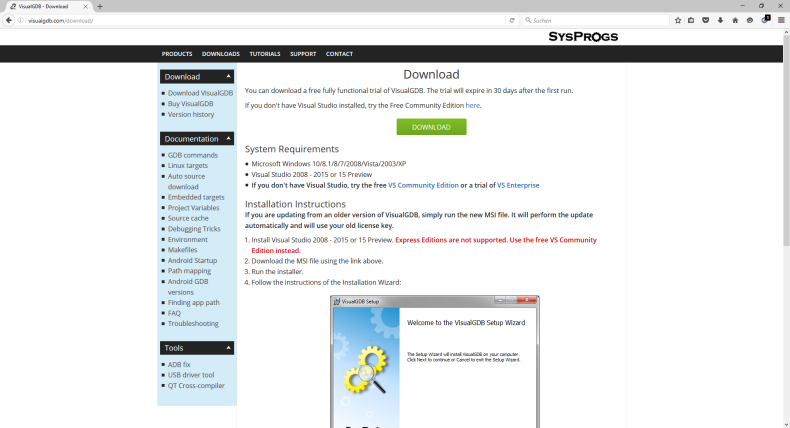 VisualGDB - Download
visualgdb.com/download/
Suchen
SYSPROGS
PRODUCTS DOWNLOADS TUTORIALS SUPPORT CONTACT
Download
Download VisualGDB
Buy VisualGDB
Version history
Documentation
GDB commands
Linux targets
Auto source
download
Embedded targets
Project Variables
Source cache
Debugging Tricks
Environment
Makefiles
Android Startup
Path mapping
Android GDB
versions
Finding app path
FAQ
Troubleshooting
Tools
ADB fix
USB driver tool
QT Cross-compiler
Download
You can download a free fully functional trial of VisualGDB. The trial will expire in 30 days after the first run.
If you don't have Visual Studio installed, try the Free Community Edition here.
DOWNLOAD
System Requirements
Microsoft Windows 10/8.1/8/7/2008/Vista/2003/XP
Visual Studio 2008 - 2015 or 15 Preview
If you don't have Visual Studio, try the free VS Community Edition or a trial of VS Enterprise
Installation Instructions
If you are updating from an older version of VisualGDB, simply run the new MSI file. It will perform the update
automatically and will use your old license key.
1. Install Visual Studio 2008 - 2015 or 15 Preview. Express Editions are not supported. Use the free VS Community
Edition instead.
2. Download the MSI file using the link above.
3. Run the installer.
4. Follow the instructions of the Installation Wizard:
VisualGDB Setup
Welcome to the VisualGDB Setup Wizard
The Setup Wizard will install VisualGDB on your computer.
Click Next to continue or Cancel to exit the Setup Wizard.